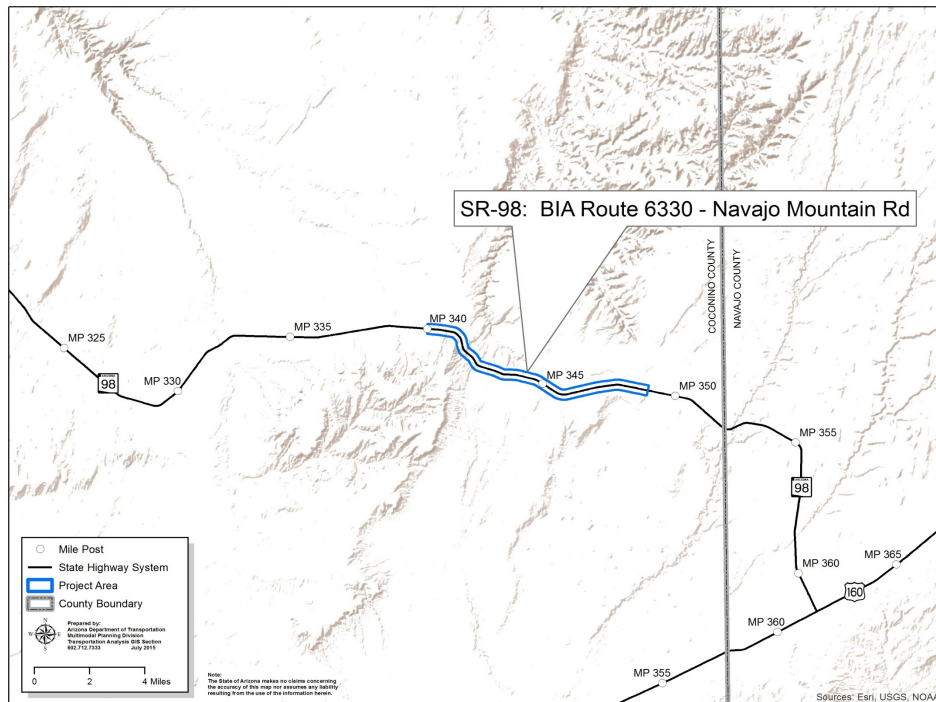 SR-98: BIA Route 6330 - Navajo Mountain Rd
COCONINO COUNTY
NAVAJO COUNTY
MP 340
MP 335
MP 325
MP 345
ARIZONA
98
MP 330
MP 350
MP 355
ARIZONA
98
MP 360
MP 365
160
MP 360
MP 355
Mile Post
State Highway System
Project Area
County Boundary
N
W E
S
Prepared by:
Arizona Department of Transportation
Multimodal Planning Division
Transportation Analysis GIS Section
602.712.7333 July 2015
0 2 4 Miles
Note:
The State of Arizona makes no claims concerning
the accuracy of this map nor assumes any liability
resulting from the use of the information herein.
Sources: Esri, USGS, NOAA